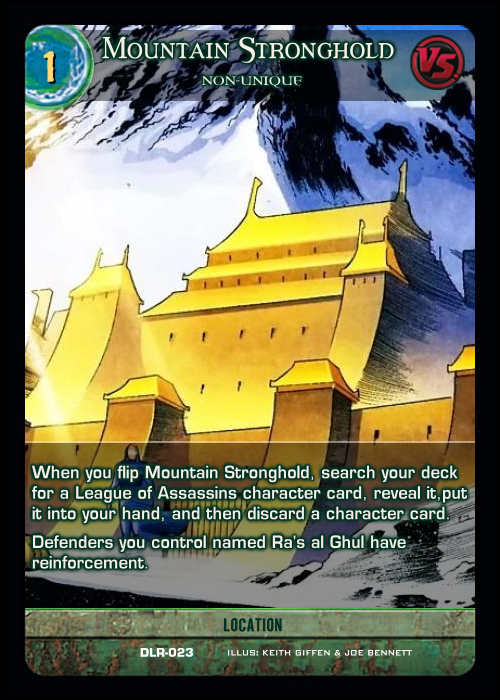 1
MOUNTAIN STRONGHOLD
VS.
NON-UNIQUE
When you flip Mountain Stronghold, search your deck
for a League of Assassins character card, reveal it,put
it into your hand, and then discard a character card.
Defenders you control named Ra's al Ghul have
reinforcement.
LOCATION
DLR-023 ILLUS: KEITH GIFFEN & JOE BENNETT